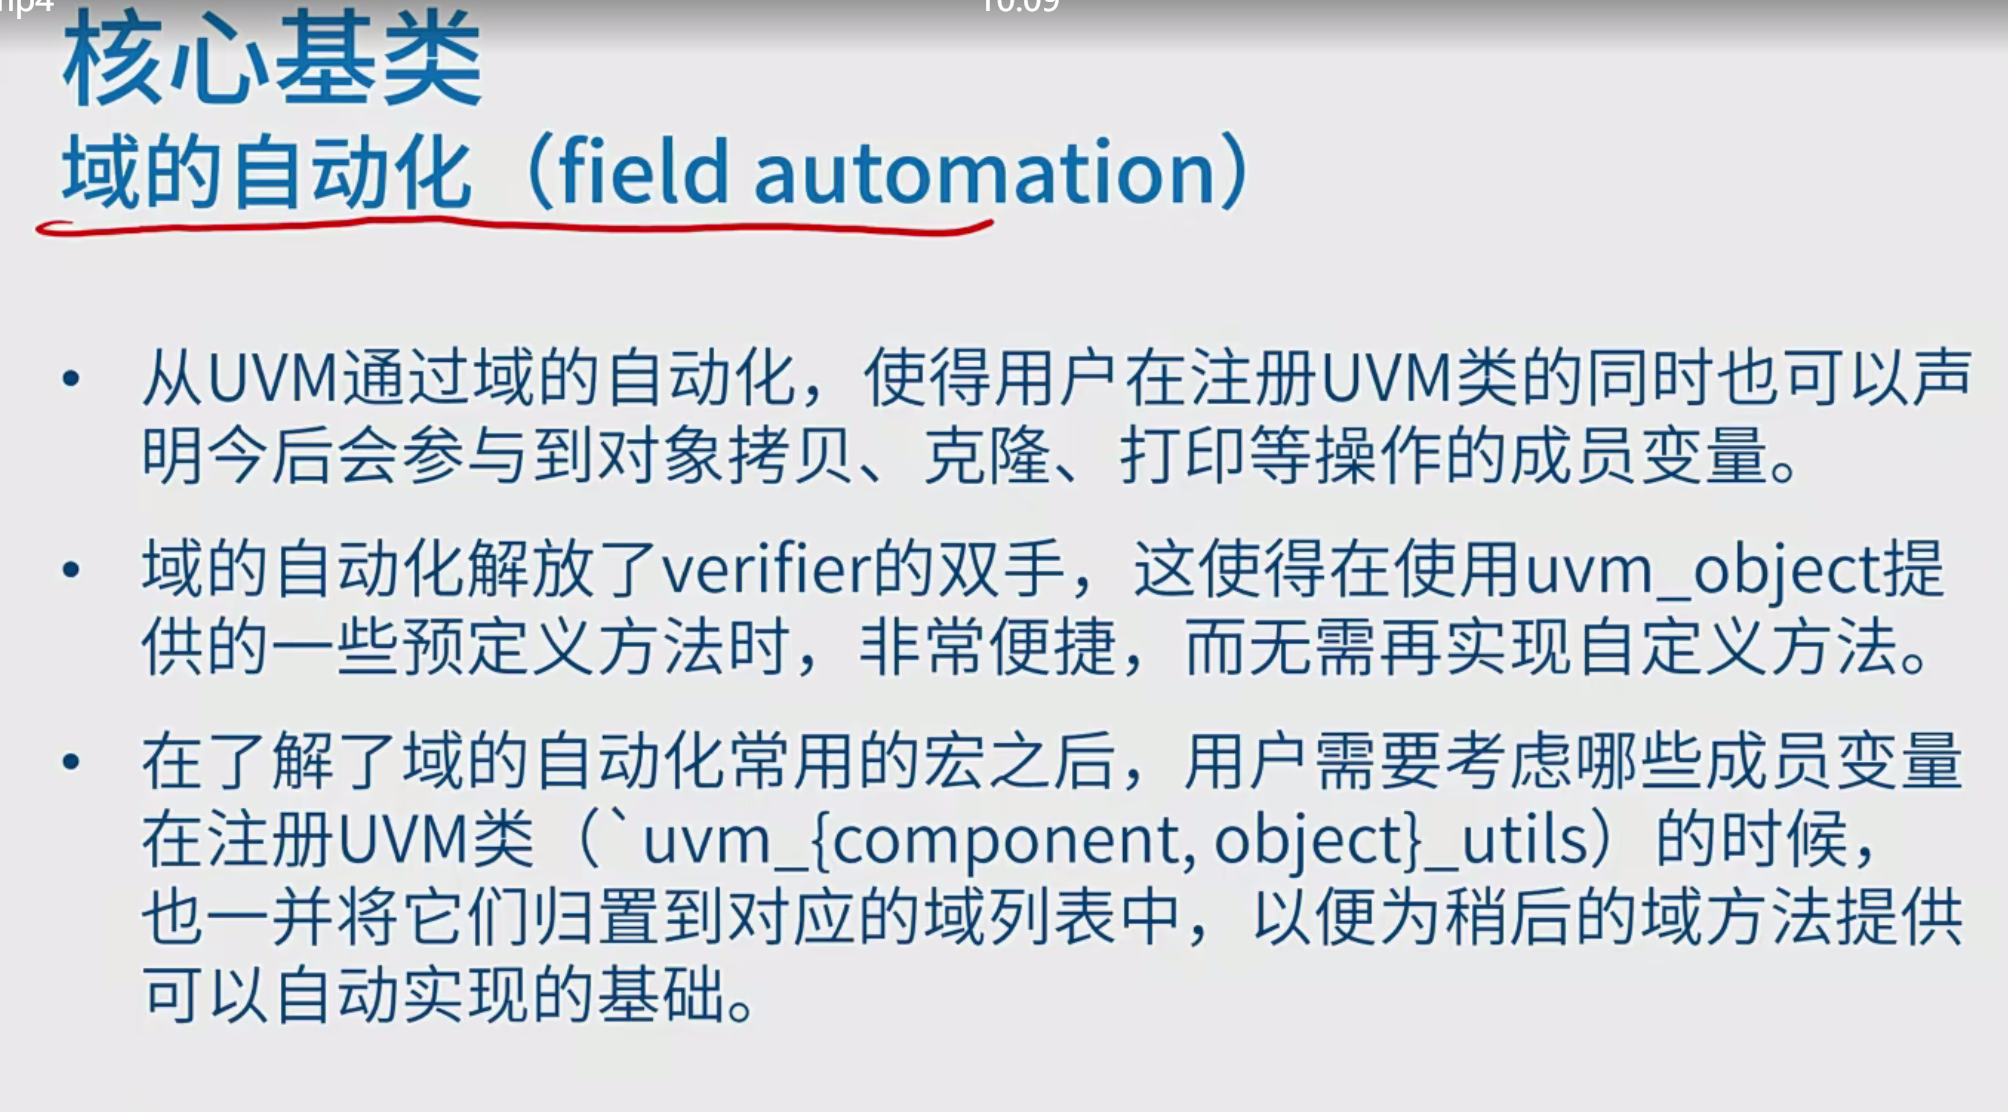 核心基类
域的自动化（field automation）
• 从UVM通过域的自动化，使得用户在注册UVM类的同时也可以声
明今后会参与到对象拷贝、克隆、打印等操作的成员变量。
• 域的自动化解放了verifier的双手，这使得在使用uvm_object提
供的一些预定义方法时，非常便捷，而无需再实现自定义方法。
• 在了解了域的自动化常用的宏之后，用户需要考虑哪些成员变量
在注册UVM类（`uvm_{component, object}_utils）的时候，
也一并将它们归置到对应的域列表中，以便为稍后的域方法提供
可以自动实现的基础。